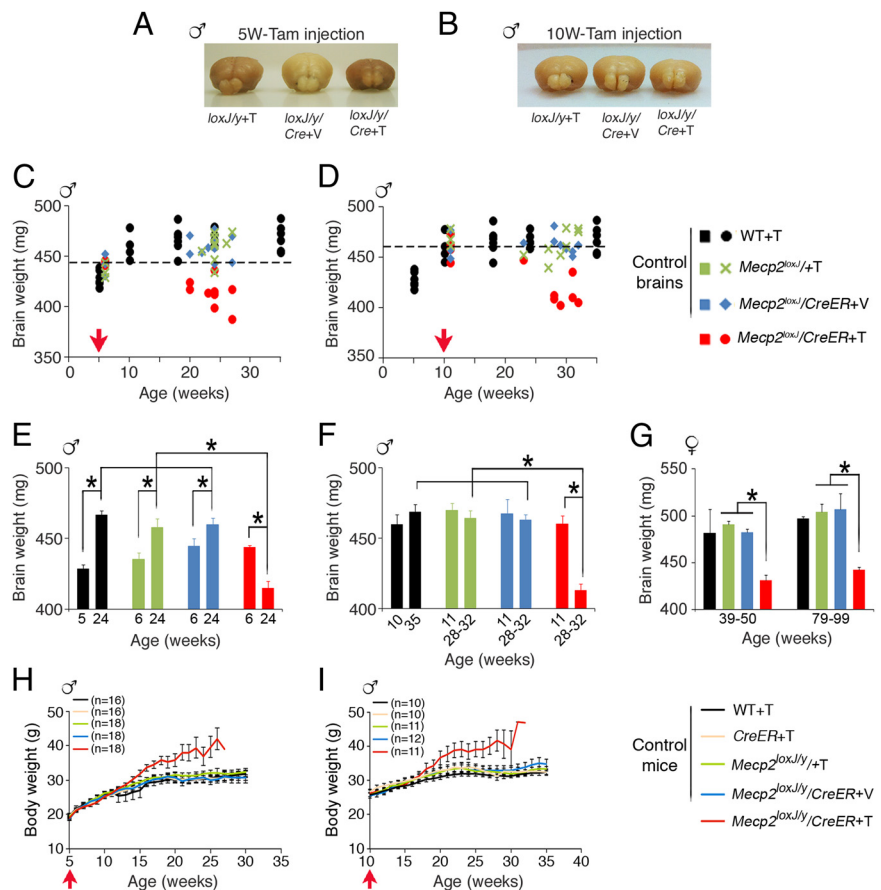 A ♂ 5W-Tam injection
loxJ/y+T
loxJ/y/
Cre+V
loxJ/y/
Cre+T
B ♂ 10W-Tam injection
loxJ/y+T
loxJ/y/
Cre+V
loxJ/y/
Cre+T
C ♂
Brain weight (mg)
500
450
400
350
0 10 20 30
Age (weeks)
D ♂
Brain weight (mg)
500
450
400
350
0 10 20 30
Age (weeks)
Control
brains
WT+T
Mecp2loxJ/+T
Mecp2loxJ/CreER+V
Mecp2loxJ/CreER+T
E ♂
Brain weight (mg)
500
450
400
* * * * *
5 24 6 24 6 24 6 24
Age (weeks)
F ♂
Brain weight (mg)
500
450
400
* *
10 35 11 28-32 11 28-32 11 28-32
Age (weeks)
G ♀
Brain weight (mg)
550
500
450
400
* *
39-50 79-99
Age (weeks)
H ♂
Body weight (g)
50
40
30
20
10
(n=16)
(n=16)
(n=18)
(n=18)
(n=18)
5 10 15 20 25 30 35
Age (weeks)
I ♂
Body weight (g)
50
40
30
20
10
(n=10)
(n=10)
(n=11)
(n=12)
(n=11)
10 15 20 25 30 35 40
Age (weeks)
Control
mice
WT+T
CreER+T
Mecp2loxJ/y/+T
Mecp2loxJ/y/CreER+V
Mecp2loxJ/y/CreER+T